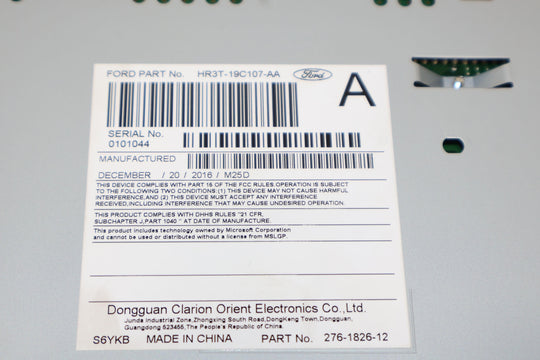 FORD PART No. HR3T-19C107-AA Ford
A
SERIAL No.
0101044
MANUFACTURED
DECEMBER / 20 / 2016 / M25D
THIS DEVICE COMPLIES WITH PART 15 OF THE FCC RULES.OPERATION IS SUBJECT
TO THE FOLLOWING TWO CONDITIONS:(1) THIS DEVICE MAY NOT CAUSE HARMFUL
INTERFERENCE,AND (2) THIS DEVICE MUST ACCEPT ANY INTERFERENCE
RECEIVED,INCLUDING INTERFERENCE THAT MAY CAUSE UNDESIRED OPERATION.
THIS PRODUCT COMPLIES WITH DHHS RULES "21 CFR,
SUBCHAPTER J,PART 1040 " AT DATE OF MANUFACTURE.
This product includes technology owned by Microsoft Corporation
and cannot be used or distributed without a license from MSLGP.
Dongguan Clarion Orient Electronics Co.,Ltd.
Junda Industrial Zone,Zhongxing South Road,DongKeng Town,Dongguan,
Guangdong 523455,The People's Republic of China.
S6YKB MADE IN CHINA PART No. 276-1826-12